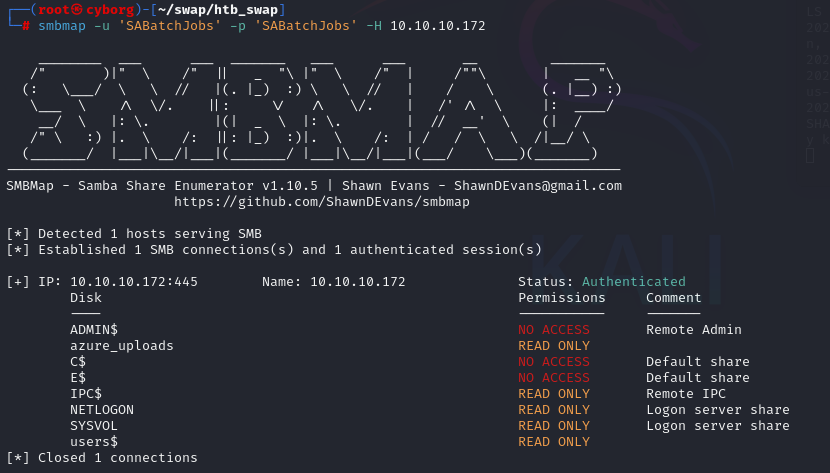 ┌──(root㉿cyborg)-[~/swap/htb_swap]
└─# smbmap -u 'SABatchJobs' -p 'SABatchJobs' -H 10.10.10.172
SMBMAP
SMBMap - Samba Share Enumerator v1.10.5 | Shawn Evans - ShawnDEvans@gmail.com
https://github.com/ShawnDEvans/smbmap
[*] Detected 1 hosts serving SMB
[*] Established 1 SMB connections(s) and 1 authenticated session(s)
[+] IP: 10.10.10.172:445 Name: 10.10.10.172 Status: Authenticated
Disk Permissions Comment
---- ----------- -------
ADMIN$ NO ACCESS Remote Admin
azure_uploads READ ONLY
C$ NO ACCESS Default share
E$ NO ACCESS Default share
IPC$ READ ONLY Remote IPC
NETLOGON READ ONLY Logon server share
SYSVOL READ ONLY Logon server share
users$ READ ONLY
[*] Closed 1 connections